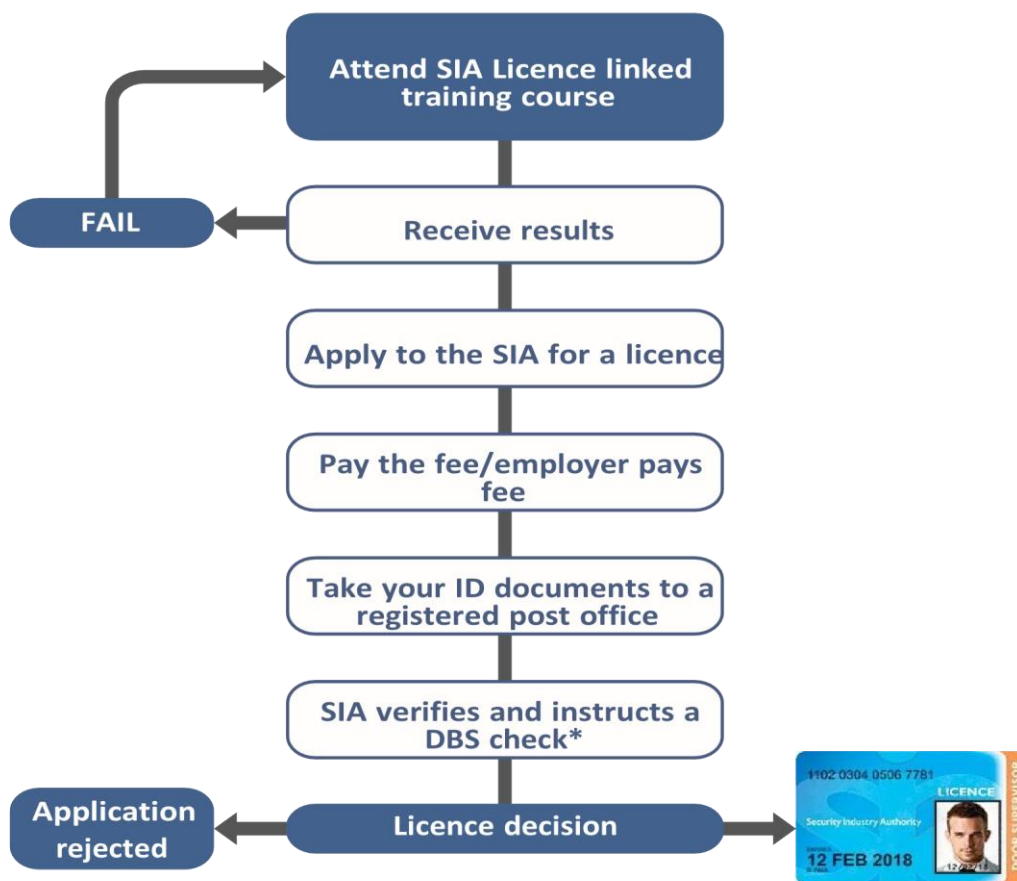 Attend SIA Licence linked
training course
FAIL
Receive results
Apply to the SIA for a licence
Pay the fee/employer pays
fee
Take your ID documents to a
registered post office
SIA verifies and instructs a
DBS check*
Application
rejected
Licence decision
1102 0304 0506 7781
LICENCE
Security Industry Authority
EXPIRES
12 FEB 2018
DOOR SUPERVISOR